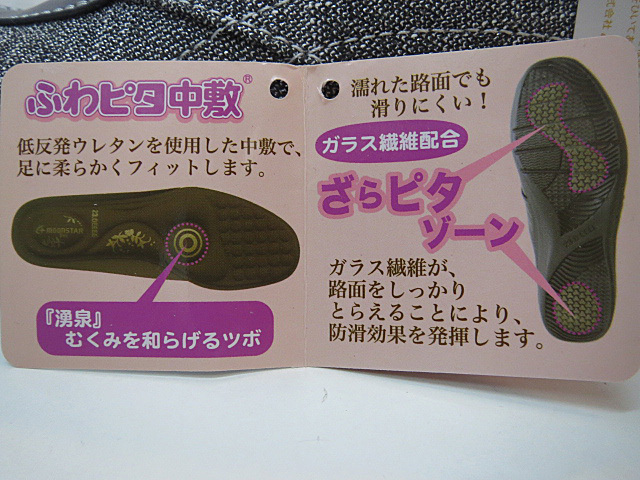 ふわピタ中敷®
低反発ウレタンを使用した中敷で、
足に柔らかくフィットします。
MOONSTAR
『湧泉』
むくみを和らげるツボ
濡れた路面でも
滑りにくい！
ガラス繊維配合
ざらピタ
ゾーン
ガラス繊維が、
路面をしっかり
とらえることにより、
防滑効果を発揮します。